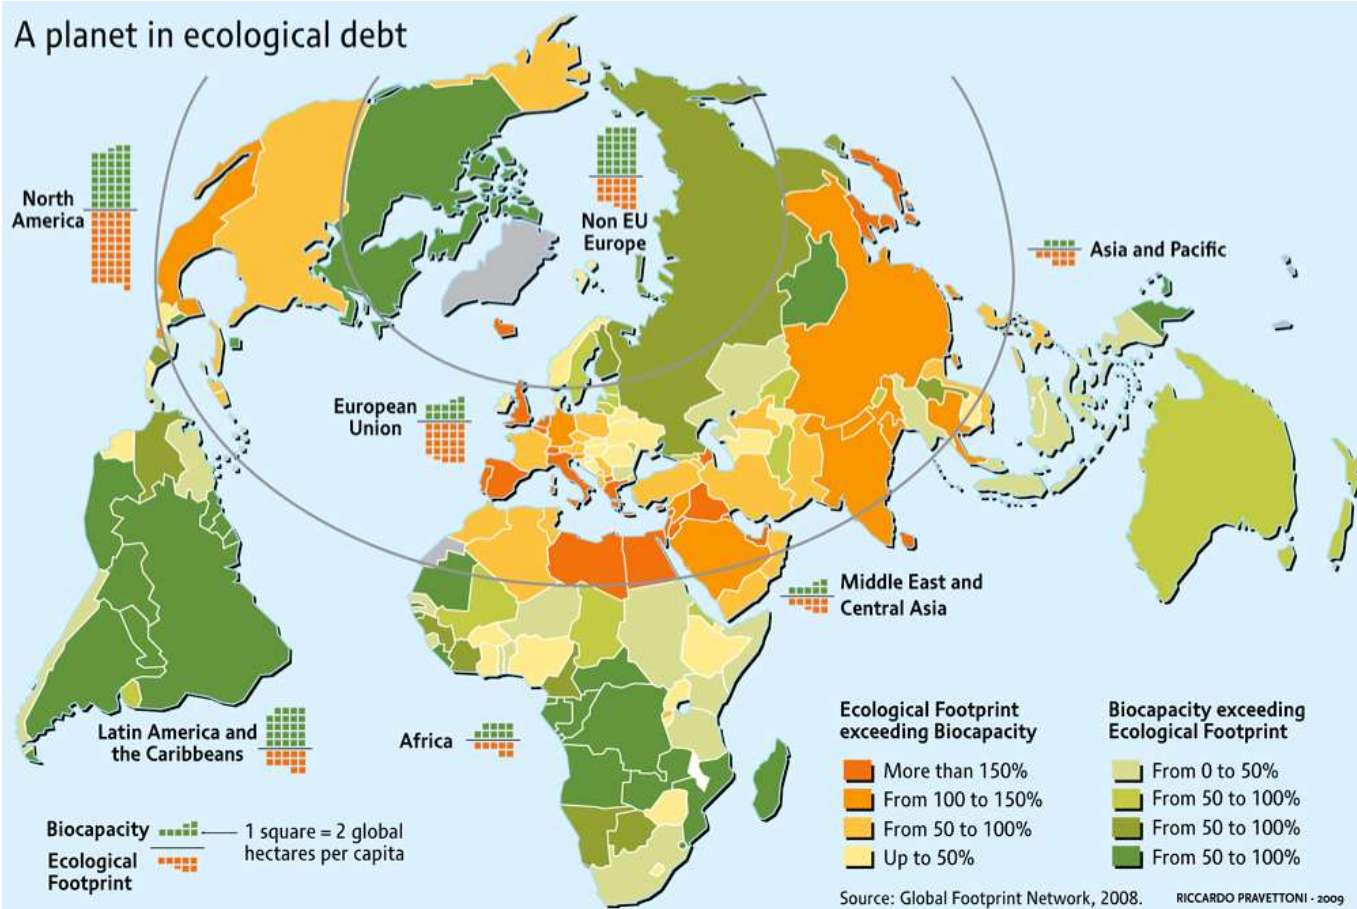 A planet in ecological debt
North
America
Non EU
Europe
Asia and Pacific
European
Union
Middle East and
Central Asia
Latin America and
the Caribbeans
Africa
Biocapacity
1 square = 2 global
hectares per capita
Ecological
Footprint
Ecological Footprint
exceeding Biocapacity
More than 150%
From 100 to 150%
From 50 to 100%
Up to 50%
Biocapacity exceeding
Ecological Footprint
From 0 to 50%
From 50 to 100%
From 50 to 100%
From 50 to 100%
Source: Global Footprint Network, 2008.
RICCARDO PRAVETTONI - 2009